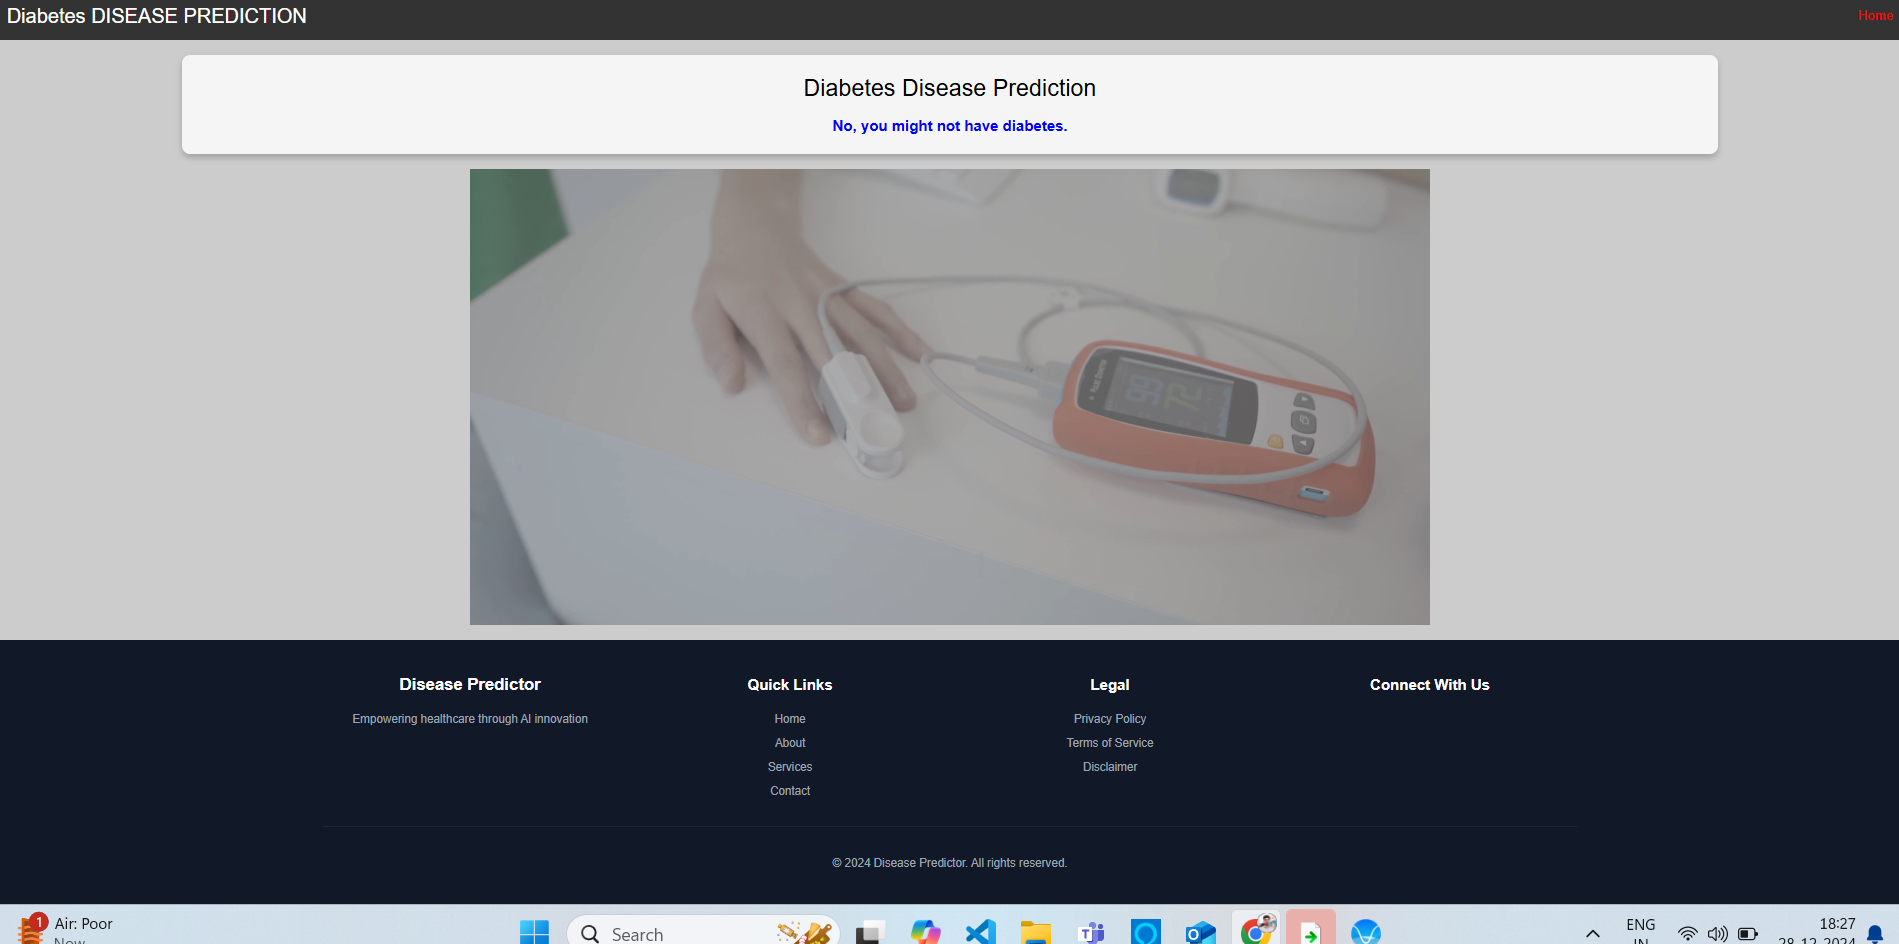 Diabetes DISEASE PREDICTION
Home
Diabetes Disease Prediction
No, you might not have diabetes.
99
72
Disease Predictor
Empowering healthcare through AI innovation
Quick Links
Home
About
Services
Contact
Legal
Privacy Policy
Terms of Service
Disclaimer
Connect With Us
© 2024 Disease Predictor. All rights reserved.
1
Air: Poor
Now
Search
ENG
IN
18:27
28-12-2024